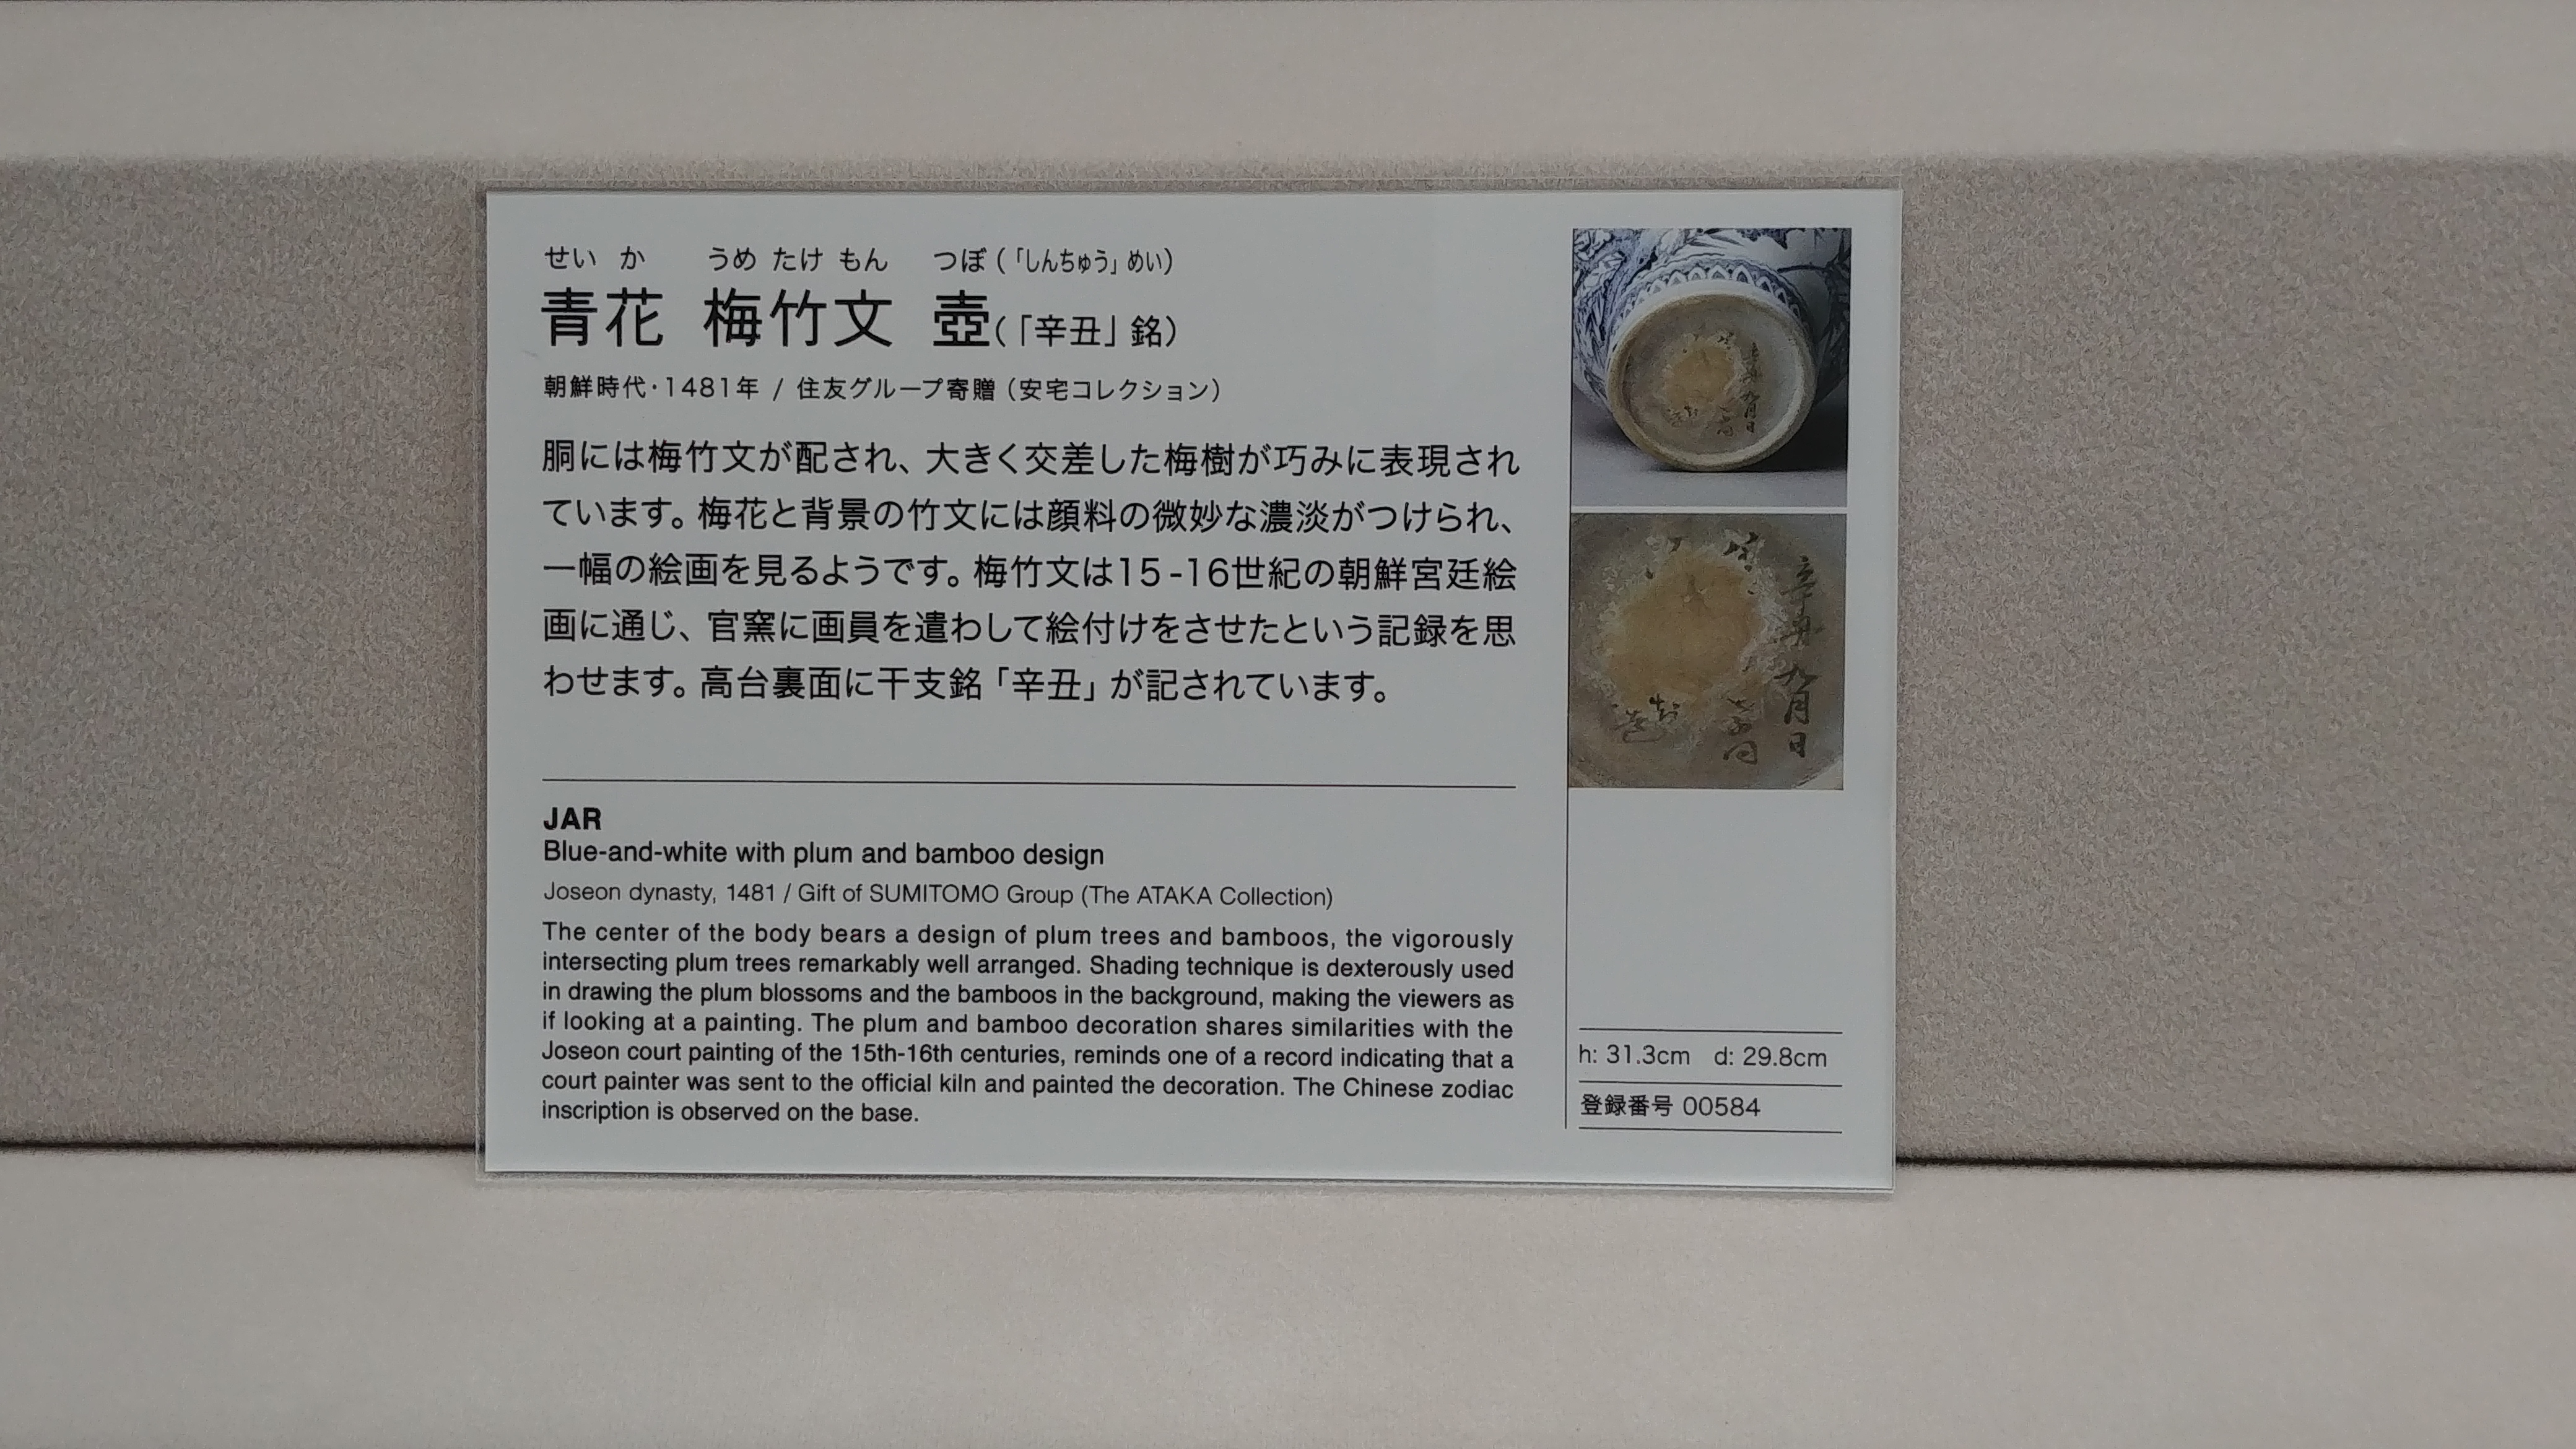 せいか うめたけもん つぼ(「しんちゅう」めい)
青花 梅竹文 壺(「辛丑」銘)
朝鮮時代・1481年 / 住友グループ寄贈(安宅コレクション)
胴には梅竹文が配され、大きく交差した梅樹が巧みに表現され
ています。梅花と背景の竹文には顔料の微妙な濃淡がつけられ、
一幅の絵画を見るようです。梅竹文は15-16世紀の朝鮮宮廷絵
画に通じ、官窯に画員を遣わして絵付けをさせたという記録を思
わせます。高台裏面に干支銘「辛丑」が記されています。
JAR
Blue-and-white with plum and bamboo design
Joseon dynasty, 1481 / Gift of SUMITOMO Group (The ATAKA Collection)
The center of the body bears a design of plum trees and bamboos, the vigorously
intersecting plum trees remarkably well arranged. Shading technique is dexterously used
in drawing the plum blossoms and the bamboos in the background, making the viewers as
if looking at a painting. The plum and bamboo decoration shares similarities with the
Joseon court painting of the 15th-16th centuries, reminds one of a record indicating that a
court painter was sent to the official kiln and painted the decoration. The Chinese zodiac
inscription is observed on the base.
辛丑九月日
h: 31.3cm d: 29.8cm
登録番号 00584